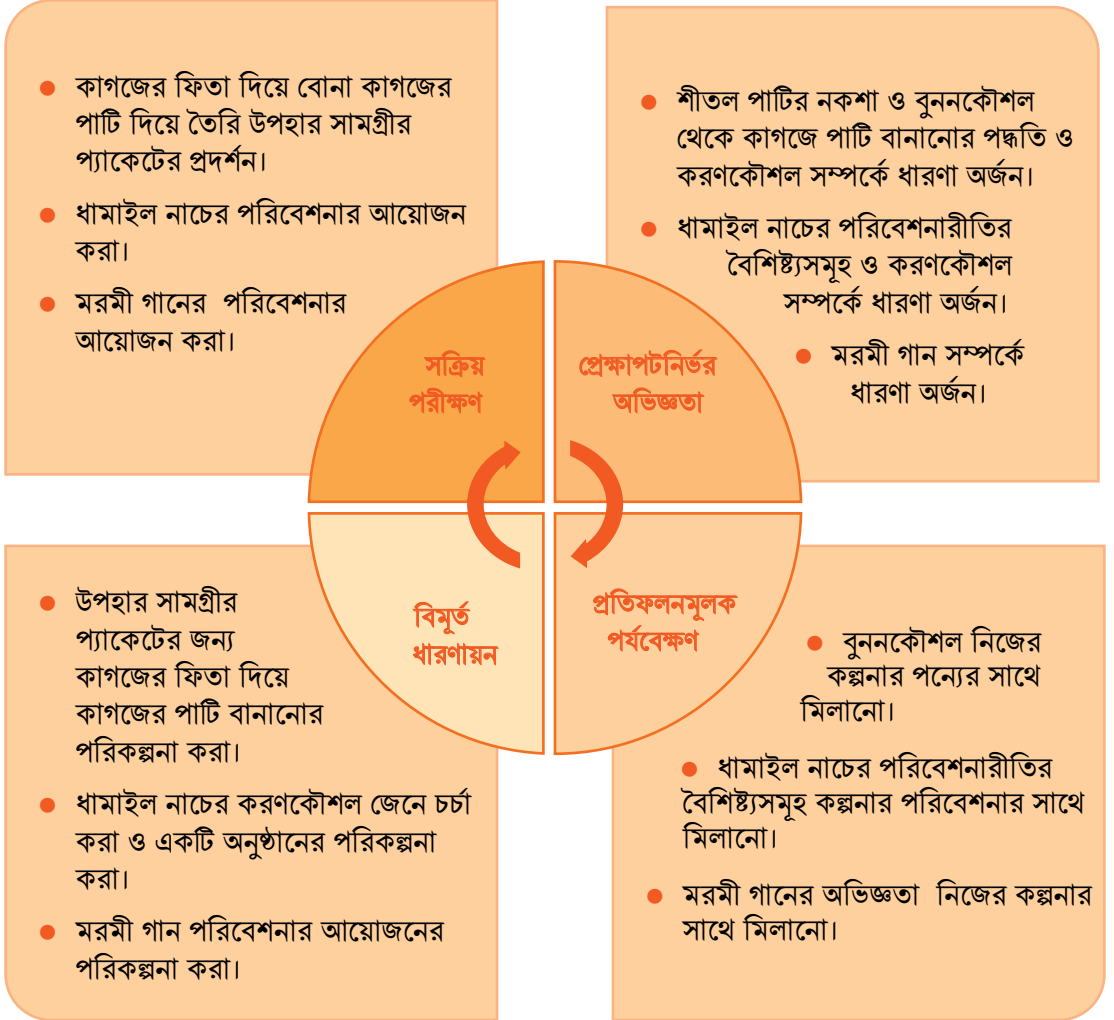 কাগজের ফিতা দিয়ে বোনা কাগজের
পাটি দিয়ে তৈরি উপহার সামগ্রীর
প্যাকেটের প্রদর্শন।
ধামাইল নাচের পরিবেশনার আয়োজন
করা।
মরমী গানের পরিবেশনার
আয়োজন করা।
শীতল পাটির নকশা ও বুননকৌশল
থেকে কাগজে পাটি বানানোর পদ্ধতি ও
করণকৌশল সম্পর্কে ধারণা অর্জন।
ধামাইল নাচের পরিবেশনারীতির
বৈশিষ্ট্যসমূহ ও করণকৌশল
সম্পর্কে ধারণা অর্জন।
মরমী গান সম্পর্কে
ধারণা অর্জন।
সক্রিয়
পরীক্ষণ
প্রেক্ষাপটনির্ভর
অভিজ্ঞতা
বিমূর্ত
ধারণায়ন
প্রতিফলনমূলক
পর্যবেক্ষণ
উপহার সামগ্রীর
প্যাকেটের জন্য
কাগজের ফিতা দিয়ে
কাগজের পাটি বানানোর
পরিকল্পনা করা।
ধামাইল নাচের করণকৌশল জেনে চর্চা
করা ও একটি অনুষ্ঠানের পরিকল্পনা
করা।
মরমী গান পরিবেশনার আয়োজনের
পরিকল্পনা করা।
বুননকৌশল নিজের
কল্পনার পন্যের সাথে
মিলানো।
ধামাইল নাচের পরিবেশনারীতির
বৈশিষ্ট্যসমূহ কল্পনার পরিবেশনার সাথে
মিলানো।
মরমী গানের অভিজ্ঞতা নিজের কল্পনার
সাথে মিলানো।